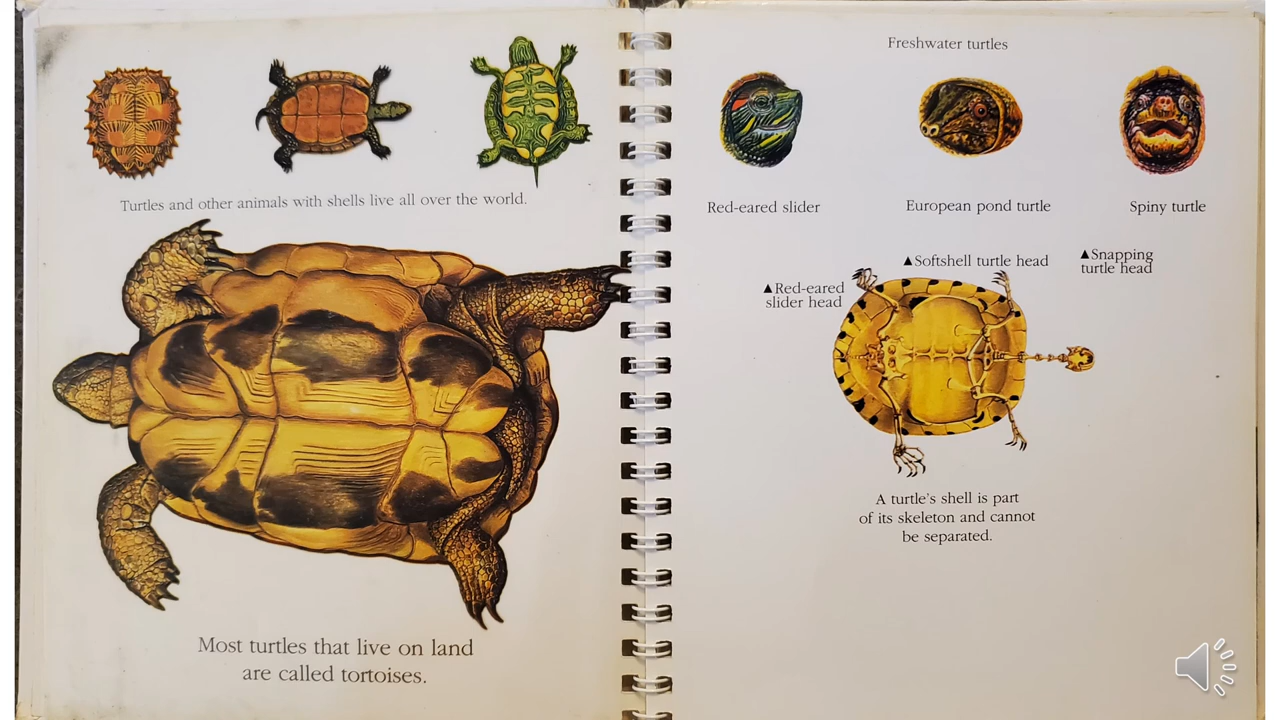 Turtles and other animals with shells live all over the world.
Most turtles that live on land
are called tortoises.
Freshwater turtles
Red-eared slider
European pond turtle
Spiny turtle
▲Red-eared
slider head
▲Softshell turtle head
▲Snapping
turtle head
A turtle's shell is part
of its skeleton and cannot
be separated.